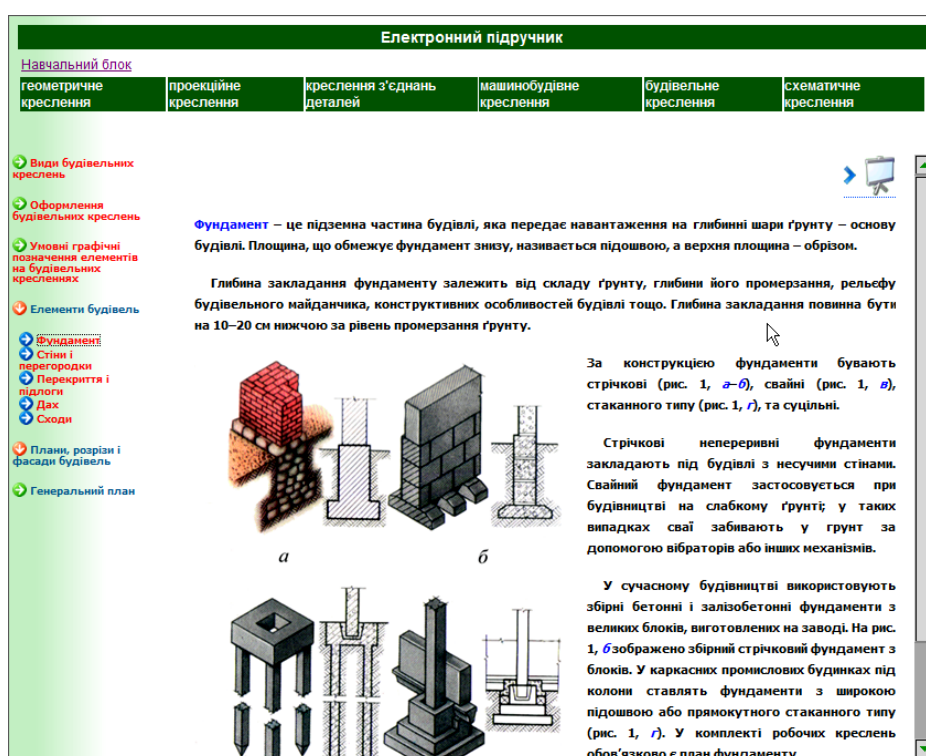 Електронний підручник
Навчальний блок
геометричне
креслення
проекційне
креслення
креслення з'єднань
деталей
машинобудівне
креслення
будівельне
креслення
схематичне
креслення
Види будівельних
креслень
Оформлення
будівельних креслень
Умовні графічні
позначення елементів
на будівельних
кресленнях
Елементи будівель
Фундамент
Стіни і
перегородки
Перекриття і
підлоги
Дах
Сходи
Плани, розрізи і
фасади будівель
Генеральний план
Фундамент – це підземна частина будівлі, яка передає навантаження на глибинні шари ґрунту – основу
будівлі. Площина, що обмежує фундамент знизу, називається підошвою, а верхня площина – обрізом.
Глибина закладання фундаменту залежить від складу ґрунту, глибини його промерзання, рельєфу
будівельного майданчика, конструктивних особливостей будівлі тощо. Глибина закладання повинна бути
на 10–20 см нижчою за рівень промерзання ґрунту.
За конструкцією фундаменти бувають
стрічкові (рис. 1, а–б), свайні (рис. 1, в),
стаканного типу (рис. 1, г), та суцільні.
Стрічкові непереривні фундаменти
закладають під будівлі з несучими стінами.
Свайний фундамент застосовується при
будівництві на слабкому ґрунті; у таких
випадках сваї забивають у грунт за
допомогою вібраторів або інших механізмів.
У сучасному будівництві використовують
збірні бетонні і залізобетонні фундаменти з
великих блоків, виготовлених на заводі. На рис.
1, б зображено збірний стрічковий фундамент з
блоків. У каркасних промислових будинках під
колони ставлять фундаменти з широкою
підошвою або прямокутного стаканного типу
(рис. 1, г). У комплекті робочих креслень
обов'язково є план фундаменту
а
б